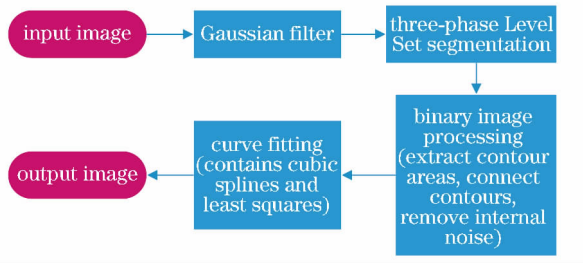 input image
Gaussian filter
three-phase Level
Set segmentation
binary image
processing
(extract contour
areas, connect
contours,
remove internal
noise)
curve fitting
(contains cubic
splines and
least squares)
output image